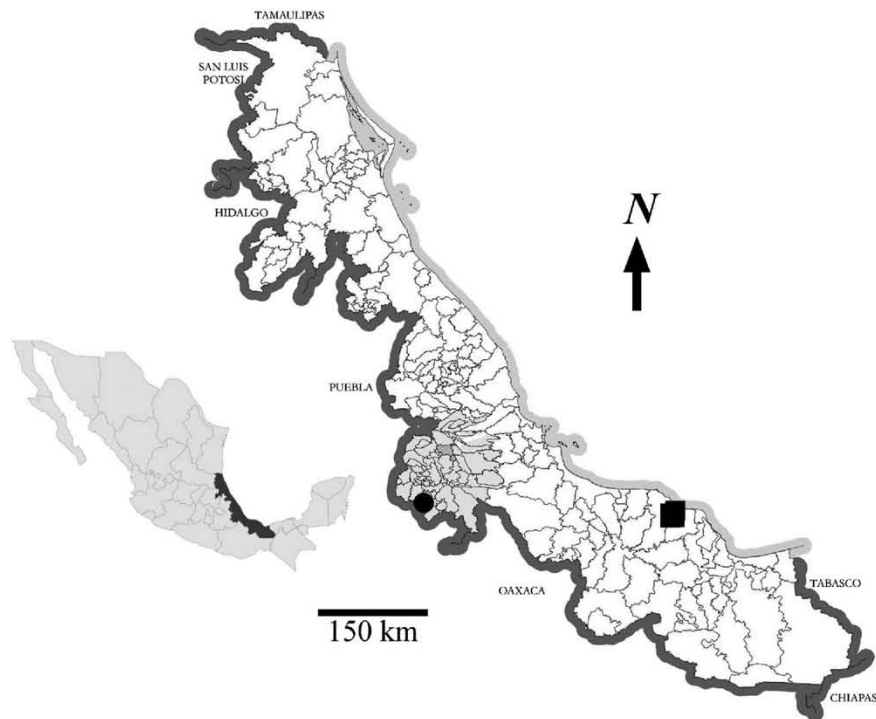 TAMAULIPAS
SAN LUIS
POTOSI
HIDALGO
N
PUEBLA
OAXACA
TABASCO
150 km
CHIAPAS